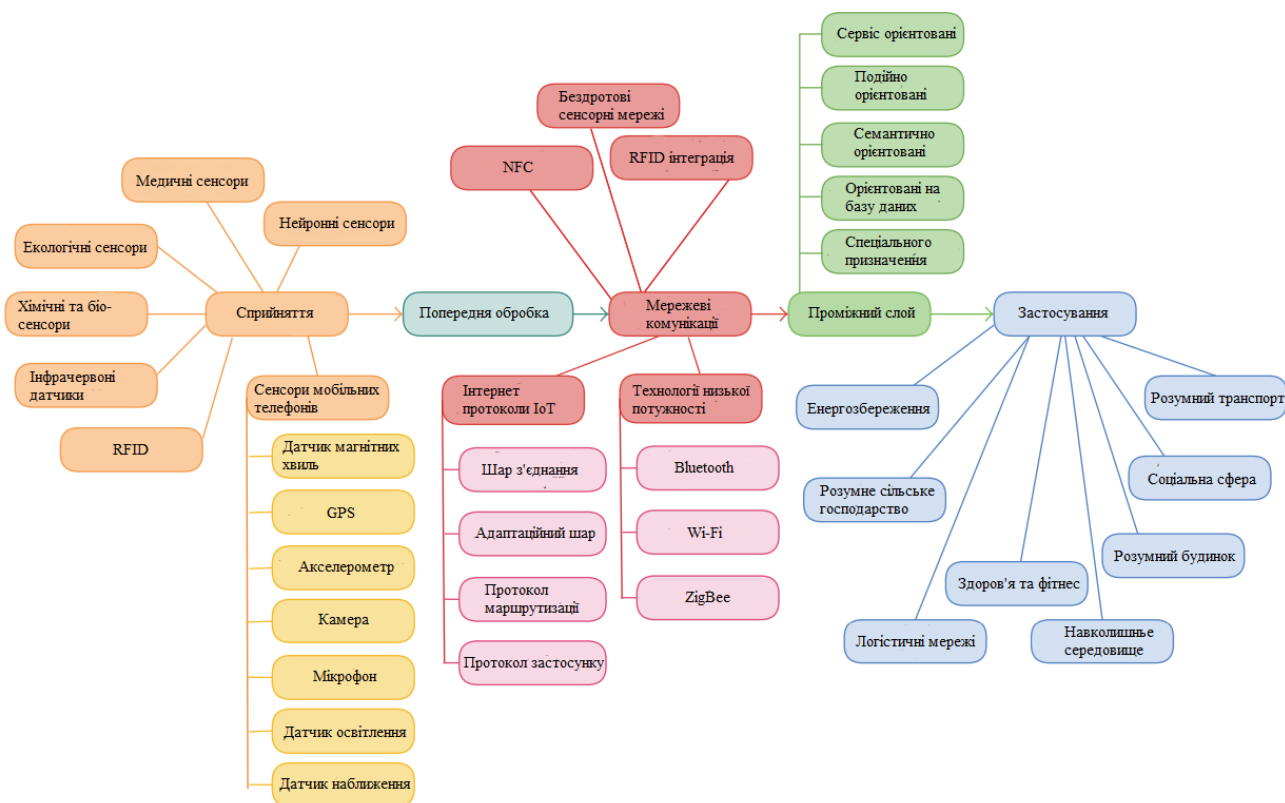 Сервіс орієнтовані
Подійно
орієнтовані
Семантично
орієнтовані
Орієнтовані на
базу даних
Спеціального
призначення
Бездротові
сенсорні мережі
NFC
RFID інтеграція
Медичні сенсори
Нейронні сенсори
Екологічні сенсори
Хімічні та біо-
сенсори
Інфрачервоні
датчики
RFID
Сприйняття
Попередня обробка
Мережеві
комунікації
Проміжний слой
Застосування
Сенсори мобільних
телефонів
Датчик магнітних
хвиль
GPS
Акселерометр
Камера
Мікрофон
Датчик освітлення
Датчик наближення
Інтернет
протоколи IoT
Шар з'єднання
Адаптаційний шар
Протокол
маршрутизації
Протокол застосунку
Технології низької
потужності
Bluetooth
Wi-Fi
ZigBee
Енергозбереження
Розумне сільське
господарство
Логістичні мережі
Здоров'я та фітнес
Навколишнье
середовище
Розумний будинок
Соціальна сфера
Розумний транспорт